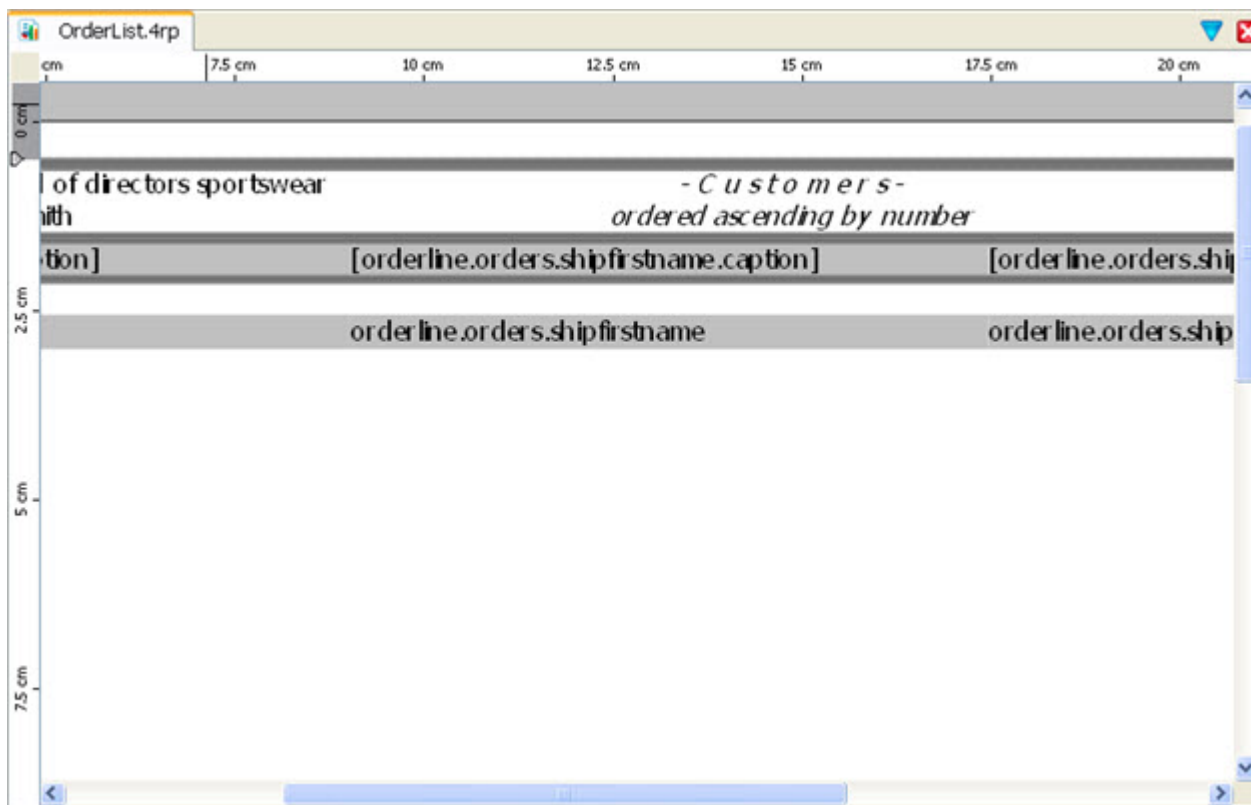 OrderList.4rp
cm 7.5 cm 10 cm 12.5 cm 15 cm 17.5 cm 20 cm
0 cm
of directors sportswear - C u s t o m e r s -
ith ordered ascending by number
tion] [orderline.orders.shipfirstname.caption] [orderline.orders.ship
2.5 cm
orderline.orders.shipfirstname orderline.orders.ship
5 cm
7.5 cm